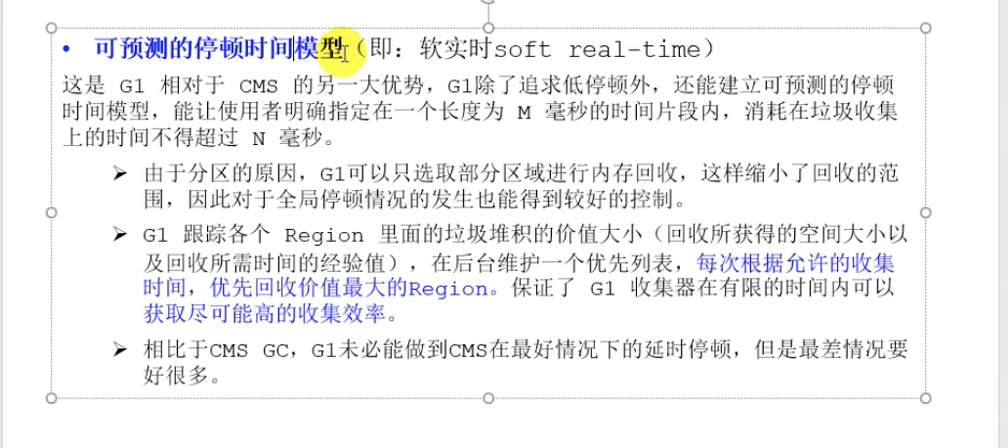 • 可预测的停顿时间模型（即：软实时soft real-time）
这是 G1 相对于 CMS 的另一大优势，G1除了追求低停顿外，还能建立可预测的停顿
时间模型，能让使用者明确指定在一个长度为 M 毫秒的时间片段内，消耗在垃圾收集
上的时间不得超过 N 毫秒。
➢ 由于分区的原因，G1可以只选取部分区域进行内存回收，这样缩小了回收的范
围，因此对于全局停顿情况的发生也能得到较好的控制。
➢ G1 跟踪各个 Region 里面的垃圾堆积的价值大小（回收所获得的空间大小以
及回收所需时间的经验值），在后台维护一个优先列表，每次根据允许的收集
时间，优先回收价值最大的Region。保证了 G1 收集器在有限的时间内可以
获取尽可能高的收集效率。
➢ 相比于CMS GC，G1未必能做到CMS在最好情况下的延时停顿，但是最差情况要
好很多。